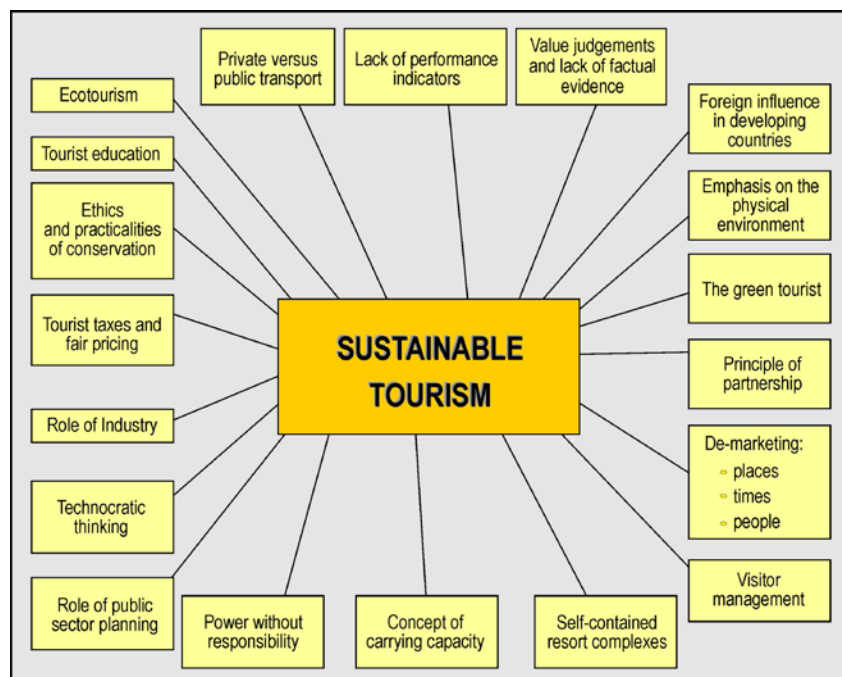 Private versus
public transport
Lack of performance
indicators
Value judgements
and lack of factual
evidence
Ecotourism
Tourist education
Ethics
and practicalities
of conservation
Tourist taxes and
fair pricing
Role of Industry
Technocratic
thinking
Role of public
sector planning
SUSTAINABLE
TOURISM
Foreign influence
in developing
countries
Emphasis on the
physical
environment
The green tourist
Principle of
partnership
De-marketing:
- places
- times
- people
Visitor
management
Power without
responsibility
Concept of
carrying capacity
Self-contained
resort complexes